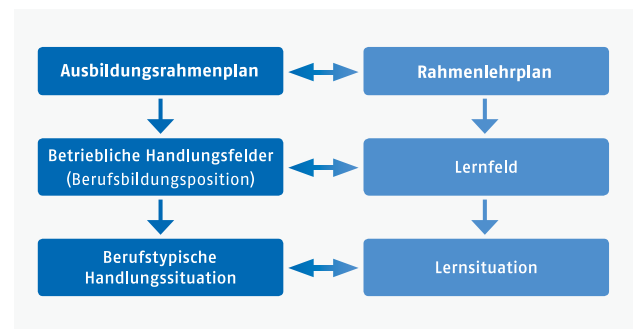 Ausbildungsrahmenplan
Rahmenlehrplan
Betriebliche Handlungsfelder
(Berufsbildungsposition)
Lernfeld
Berufstypische
Handlungssituation
Lernsituation